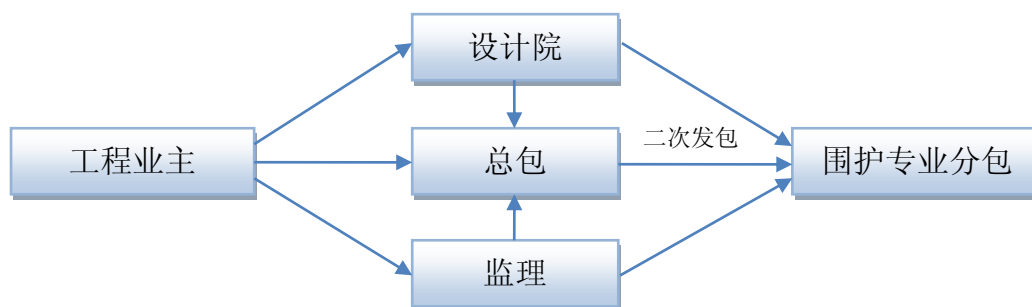 设计院
工程业主
总包
二次发包
围护专业分包
监理